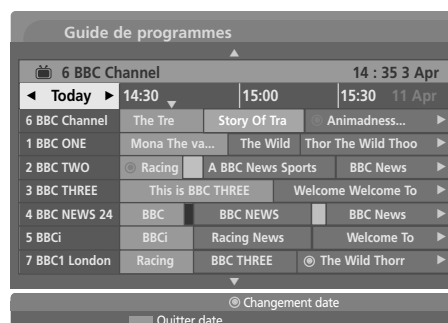 Guide de programmes
6 BBC Channel 14 : 35 3 Apr
Today 14:30 15:00 15:30 11 Apr
6 BBC Channel The Tre Story Of Tra Animadness...
1 BBC ONE Mona The va... The Wild Thor The Wild Thoo
2 BBC TWO Racing A BBC News Sports BBC News
3 BBC THREE This is BBC THREE Welcome Welcome To
4 BBC NEWS 24 BBC BBC NEWS BBC News
5 BBCi BBCi Racing News Welcome To
7 BBC1 London Racing BBC THREE The Wild Thorr
Changement date
Quitter date